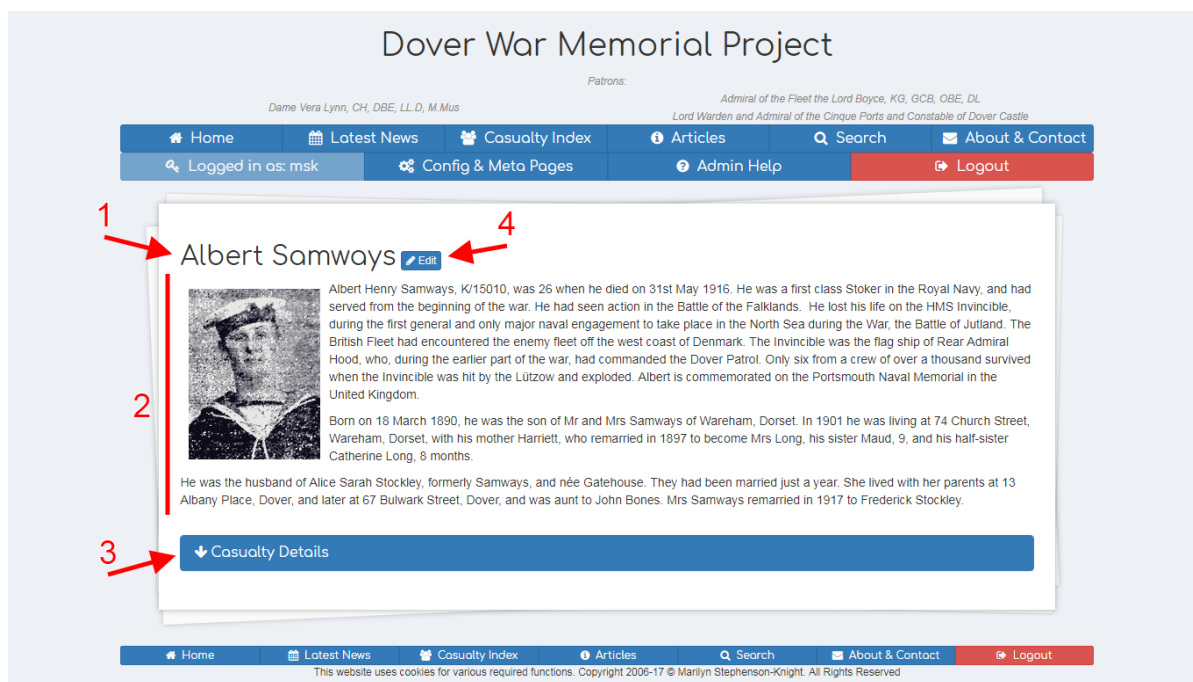 Dover War Memorial Project
Patrons:
Dame Vera Lynn, CH, DBE, LL.D, M.Mus
Admiral of the Fleet the Lord Boyce, KG, GCB, OBE, DL
Lord Warden and Admiral of the Cinque Ports and Constable of Dover Castle
Home Latest News Casualty Index Articles Search About & Contact
Logged in as: msk Config & Meta Pages Admin Help Logout
1
4
Albert Samways Edit
Albert Henry Samways, K/15010, was 26 when he died on 31st May 1916. He was a first class Stoker in the Royal Navy, and had
served from the beginning of the war. He had seen action in the Battle of the Falklands. He lost his life on the HMS Invincible,
during the first general and only major naval engagement to take place in the North Sea during the War, the Battle of Jutland. The
British Fleet had encountered the enemy fleet off the west coast of Denmark. The Invincible was the flag ship of Rear Admiral
Hood, who, during the earlier part of the war, had commanded the Dover Patrol. Only six from a crew of over a thousand survived
when the Invincible was hit by the Lützow and exploded. Albert is commemorated on the Portsmouth Naval Memorial in the
United Kingdom.
2
Born on 18 March 1890, he was the son of Mr and Mrs Samways of Wareham, Dorset. In 1901 he was living at 74 Church Street,
Wareham, Dorset, with his mother Harriett, who remarried in 1897 to become Mrs Long, his sister Maud, 9, and his half-sister
Catherine Long, 8 months.
He was the husband of Alice Sarah Stockley, formerly Samways, and née Gatehouse. They had been married just a year. She lived with her parents at 13
Albany Place, Dover, and later at 67 Bulwark Street, Dover, and was aunt to John Bones. Mrs Samways remarried in 1917 to Frederick Stockley.
3
Casualty Details
Home Latest News Casualty Index Articles Search About & Contact Logout
This website uses cookies for various required functions. Copyright 2006-17 © Marilyn Stephenson-Knight. All Rights Reserved